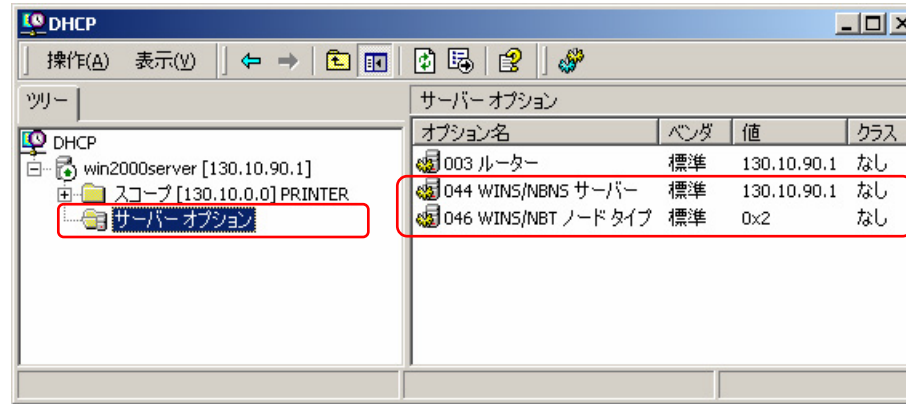 DHCP
操作(A) 表示(V)
ツリー
サーバー オプション
DHCP
win2000server [130.10.90.1]
スコープ [130.10.0.0] PRINTER
サーバー オプション
オプション名 ベンダ 値 クラス
003 ルーター 標準 130.10.90.1 なし
044 WINS/NBNS サーバー 標準 130.10.90.1 なし
046 WINS/NBT ノード タイプ 標準 0x2 なし